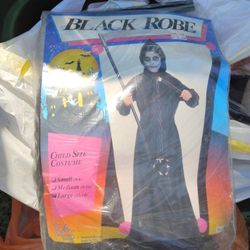 BLACK ROBE
CHILD SIZE
COSTUME
Small
Medium
Large